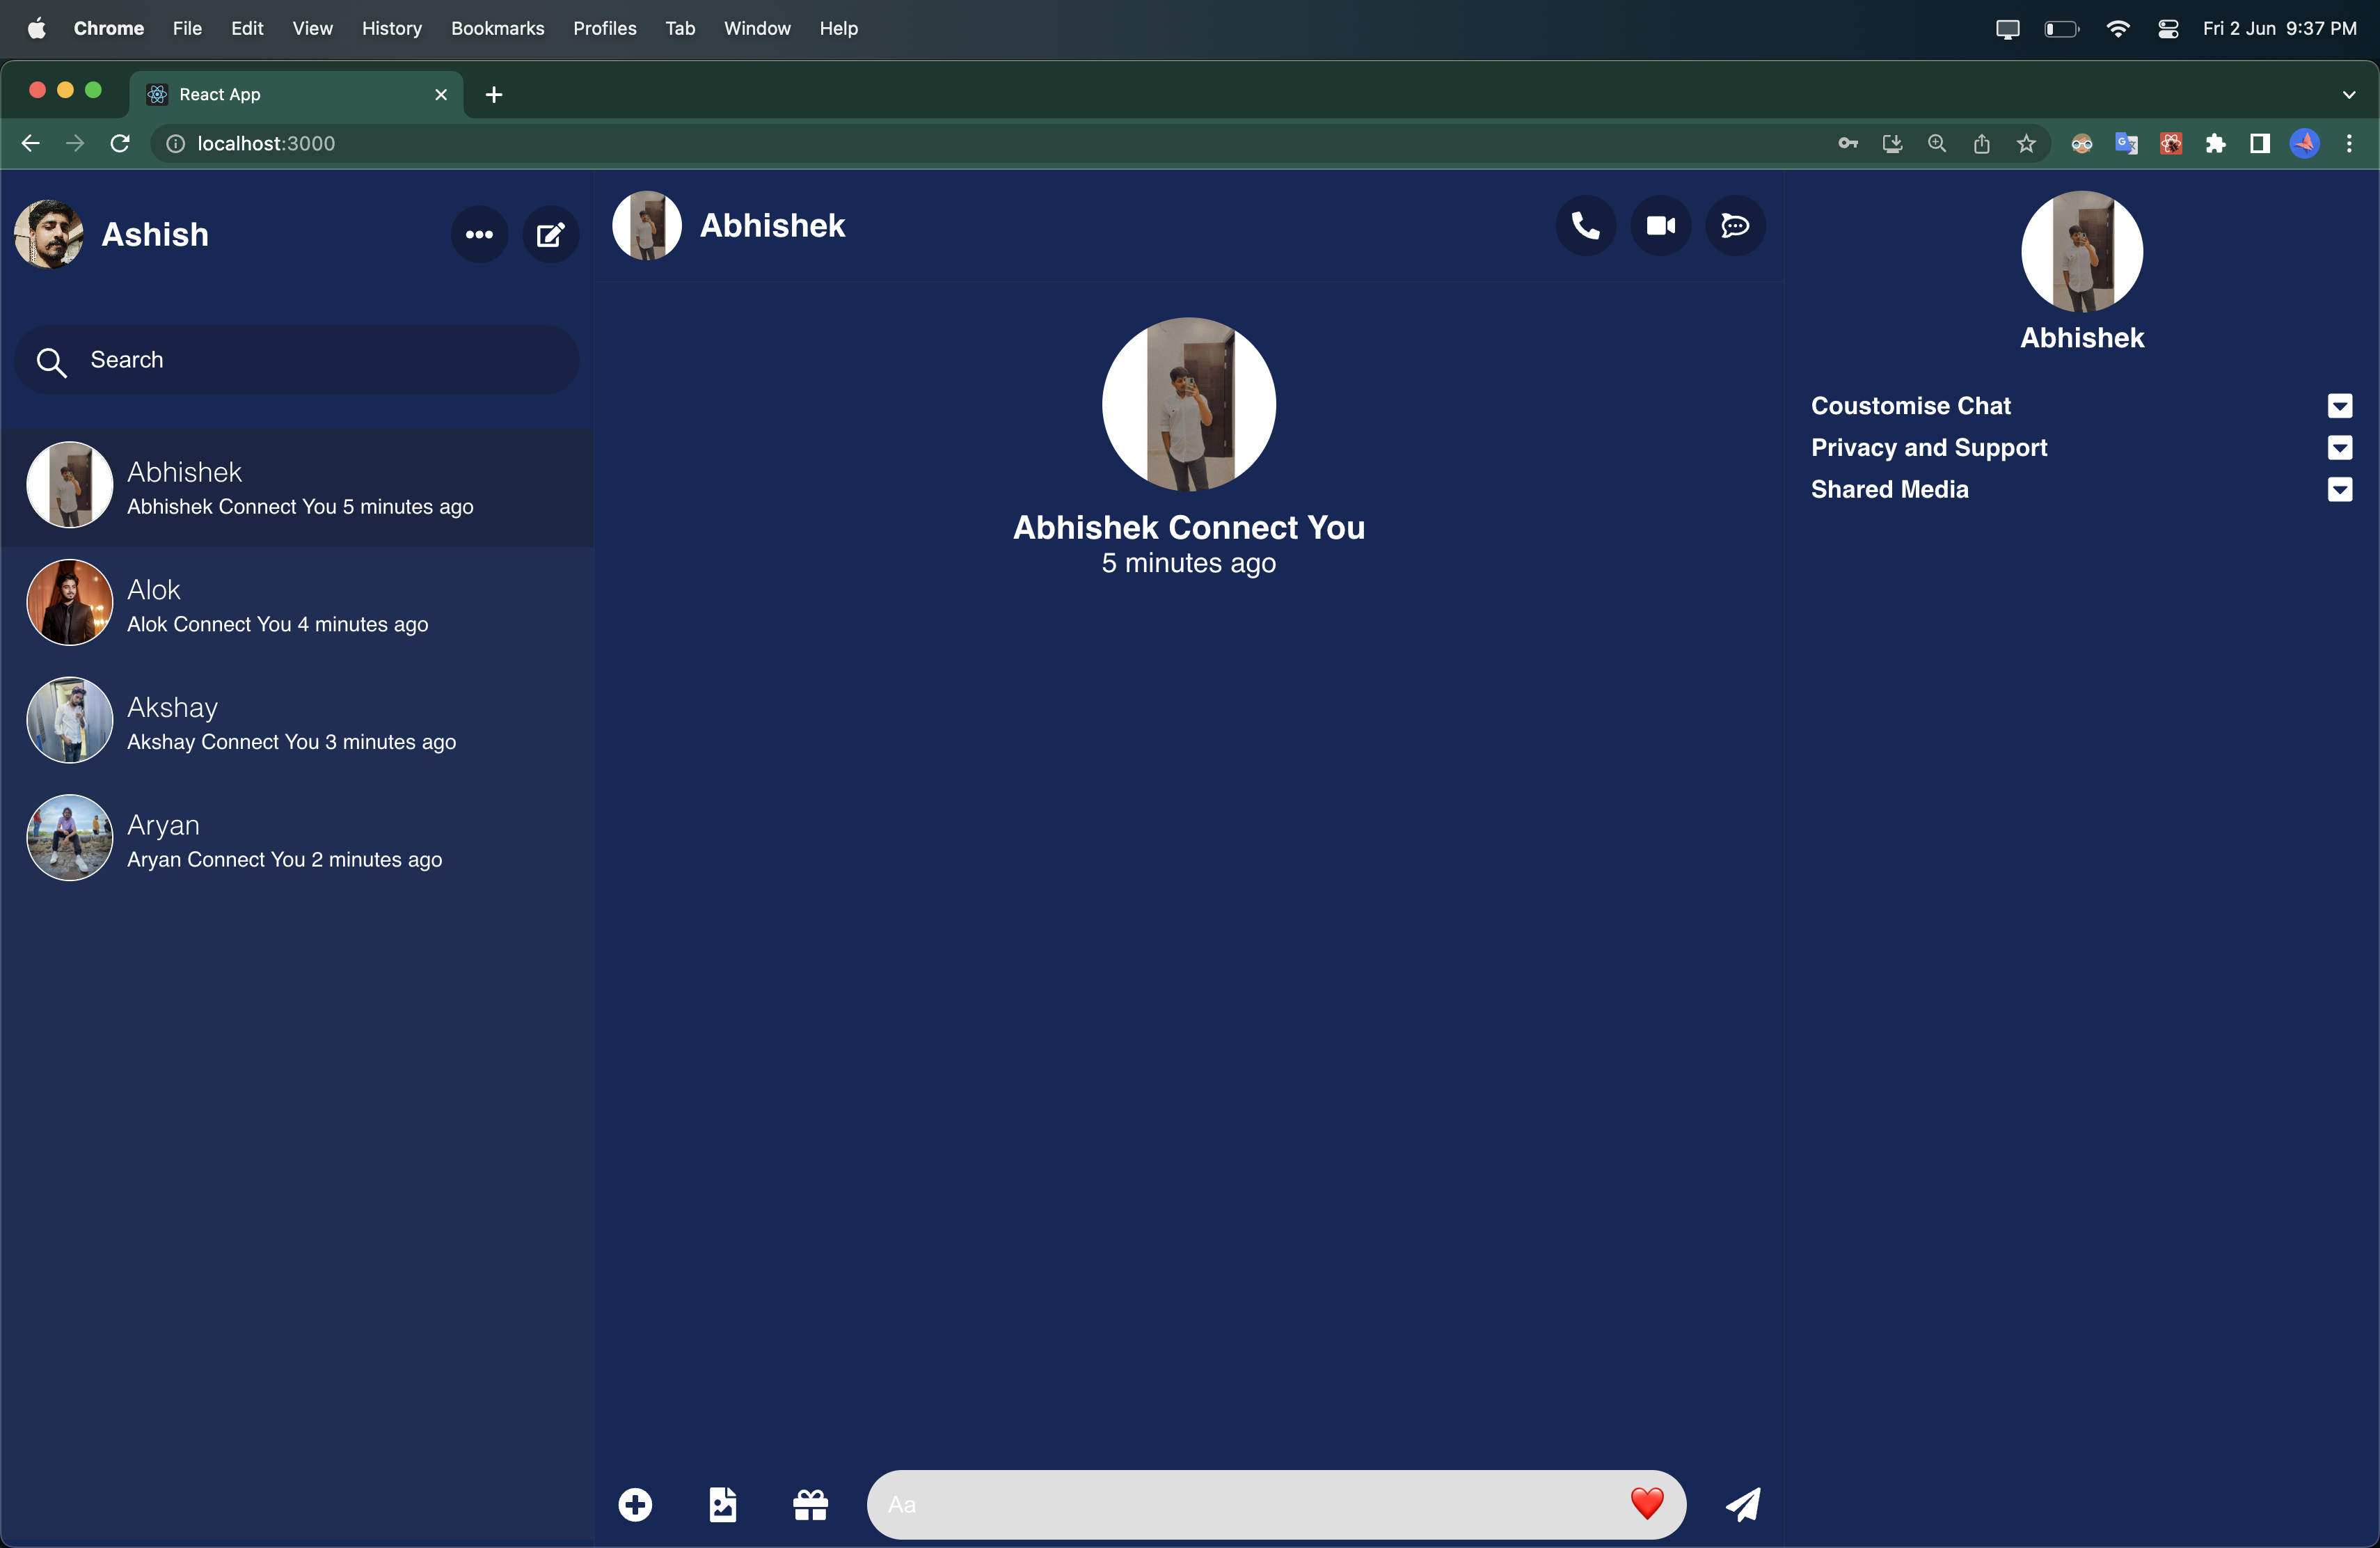 Chrome File Edit View History Bookmarks Profiles Tab Window Help Fri 2 Jun 9:37 PM
React App
localhost:3000
Ashish
Search
Abhishek
Abhishek Connect You 5 minutes ago
Alok
Alok Connect You 4 minutes ago
Akshay
Akshay Connect You 3 minutes ago
Aryan
Aryan Connect You 2 minutes ago
Abhishek
Abhishek Connect You
5 minutes ago
Aa
Abhishek
Coustomise Chat
Privacy and Support
Shared Media